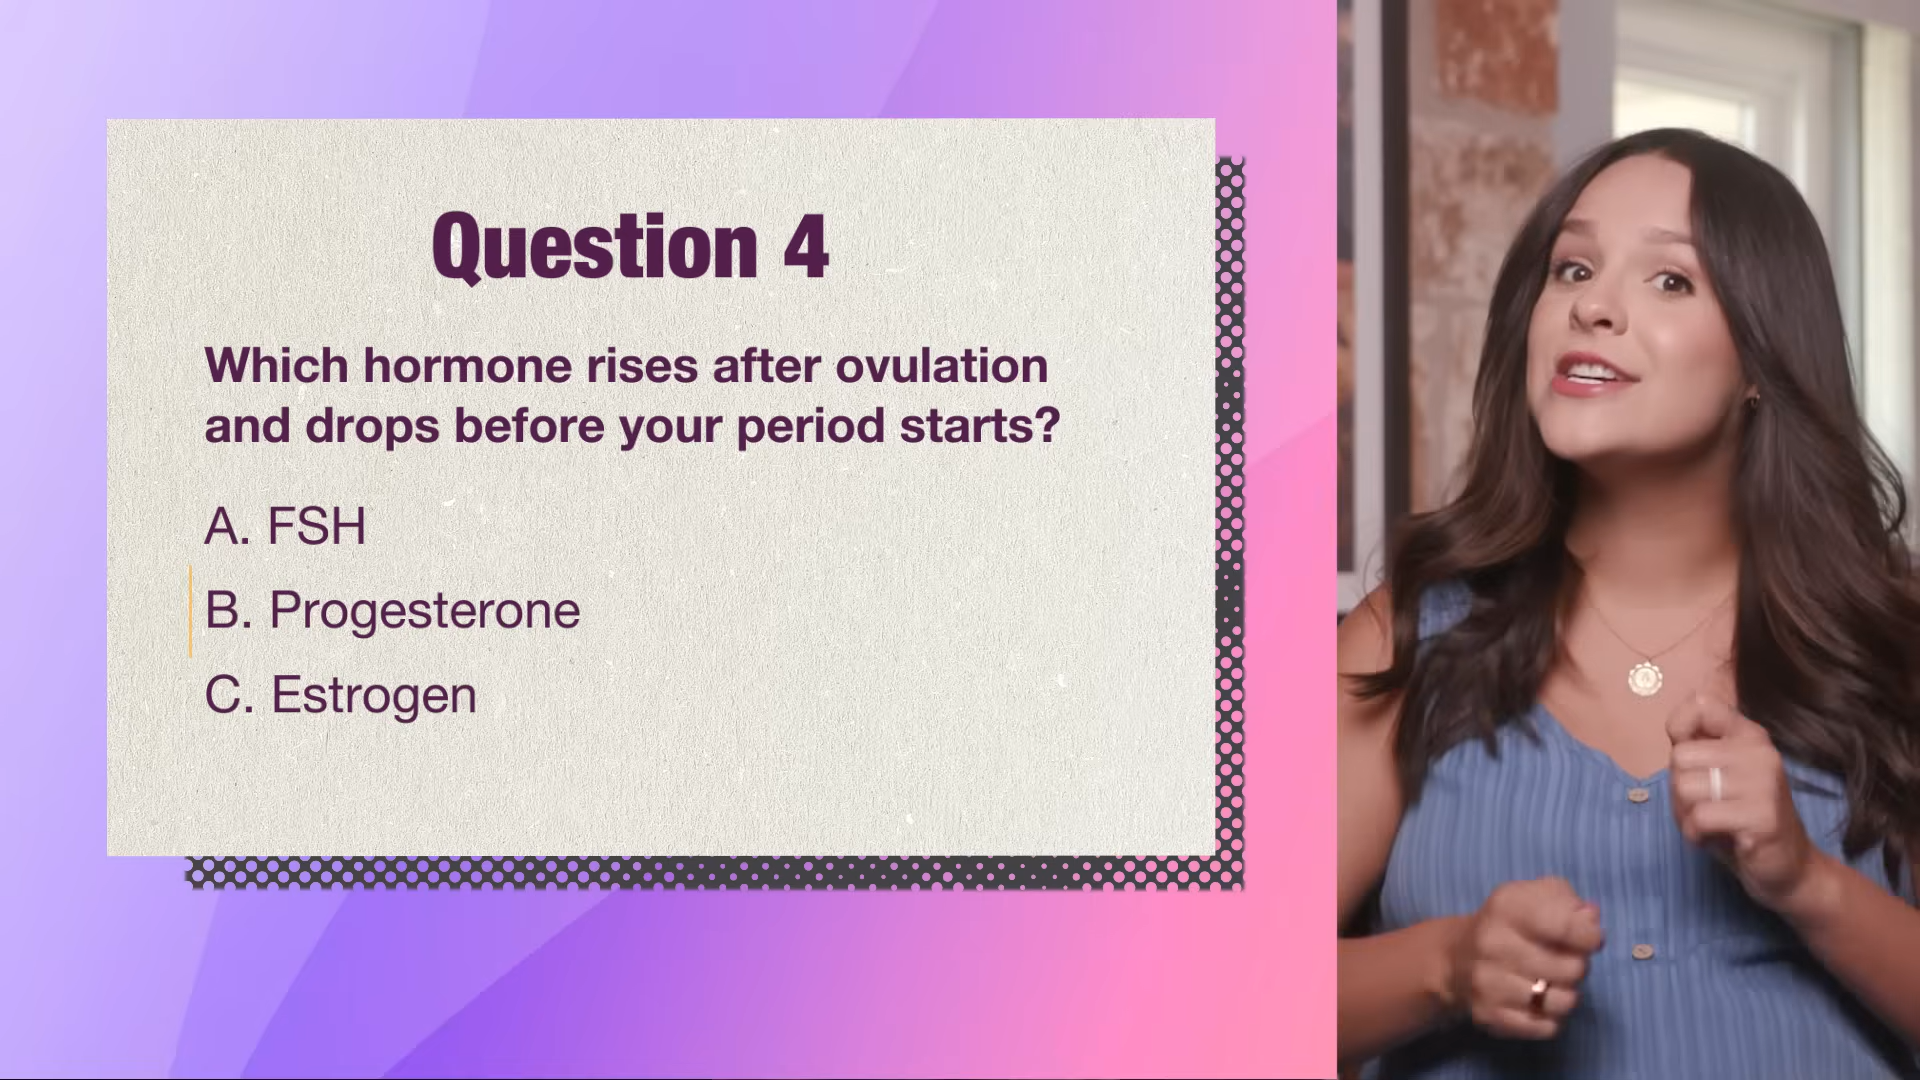 Question 4
Which hormone rises after ovulation
and drops before your period starts?
A. FSH
B. Progesterone
C. Estrogen